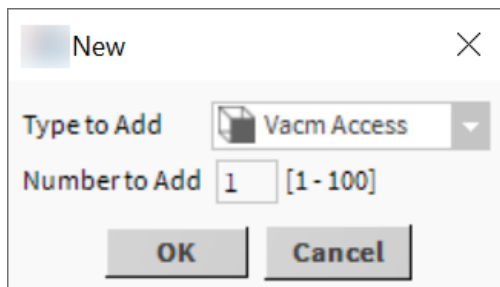 New
Type to Add Vacm Access
Number to Add 1 [1 - 100]
OK Cancel